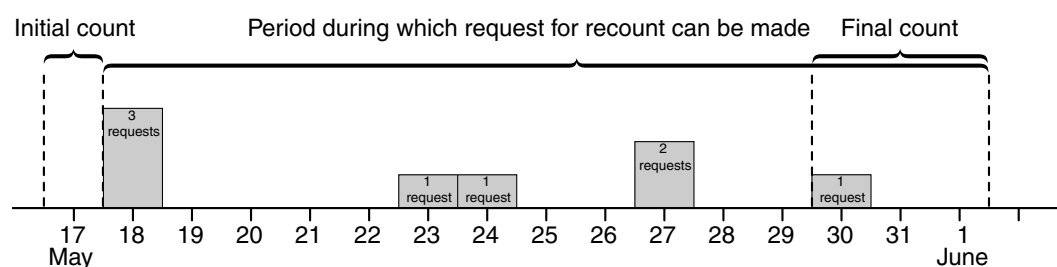 Initial count
Period during which request for recount can be made
Final count
3
requests
1
request
1
request
2
requests
1
request
17 18 19 20 21 22 23 24 25 26 27 28 29 30 31 1
May June